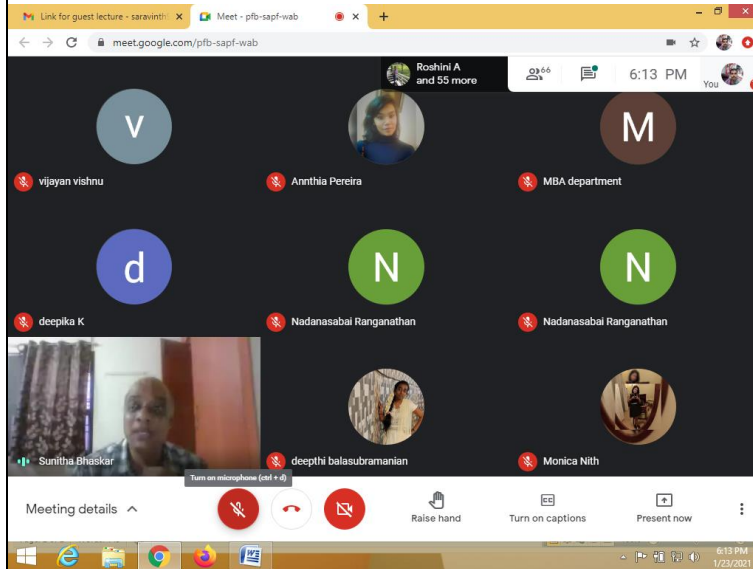 Link for guest lecture - saravinth
Meet - pfb-sapf-wab
meet.google.com/pfb-sapf-wab
Roshini A
and 55 more
66
6:13 PM
You
V
M
vijayan vishnu
Annthia Pereira
MBA department
d
N
N
deepika K
Nadanasabai Ranganathan
Nadanasabai Ranganathan
Sunitha Bhaskar
deepthi balasubramanian
Monica Nith
Turn on microphone (ctrl + d)
Meeting details
Raise hand
CC
Turn on captions
Present now
6:13 PM
1/23/2021